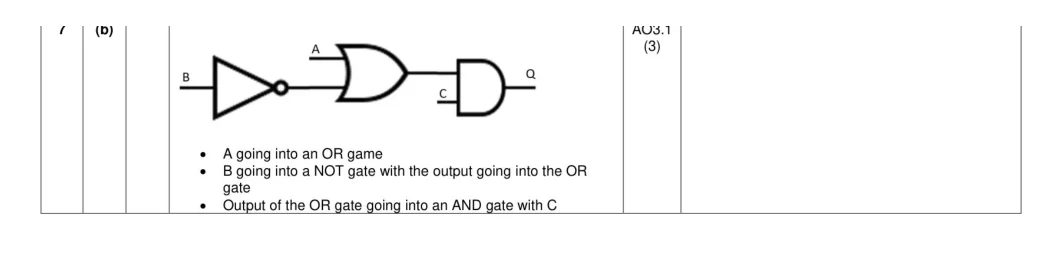 7 (b) AO3.1
(3)
A
B
Q
C
• A going into an OR game
• B going into a NOT gate with the output going into the OR
gate
• Output of the OR gate going into an AND gate with C